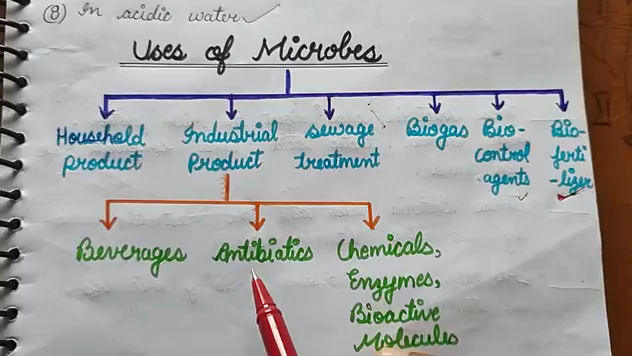 (8) In acidic water
Uses of Microbes
Household
product
Industrial
Product
Sewage
treatment
Biogas
Bio-
control
agents
Bio-
ferti
-lizer
Beverages
Antibiotics
Chemicals,
Enzymes,
Bioactive
Molecules